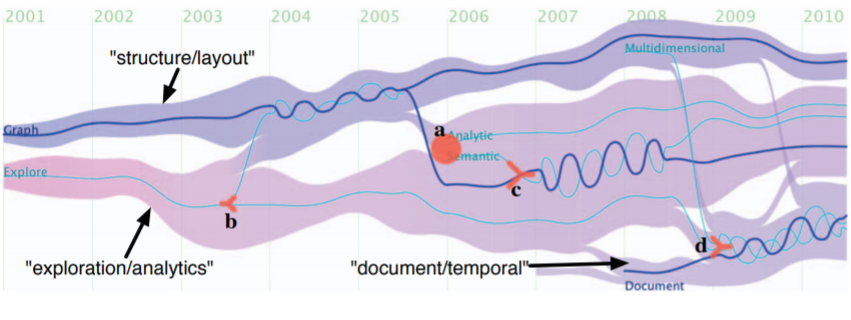 2001 2002 2003 2004 2005 2006 2007 2008 2009 2010
"structure/layout"
Multidimensional
Graph
a
Analytic
Semantic
Explore
c
b
d
"exploration/analytics"
"document/temporal"
Document